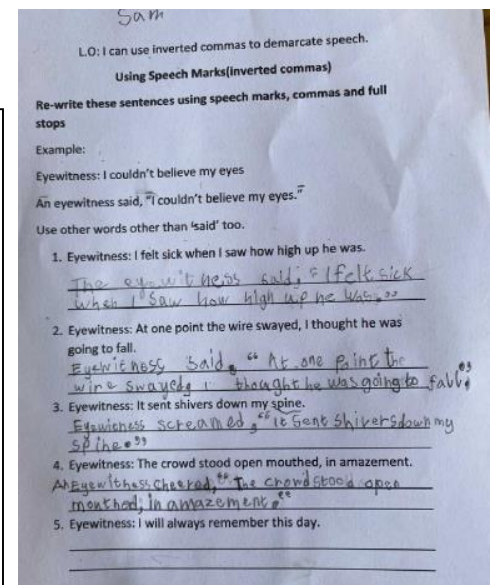 Sam
L.O: I can use inverted commas to demarcate speech.
Using Speech Marks(inverted commas)
Re-write these sentences using speech marks, commas and full
stops
Example:
Eyewitness: I couldn't believe my eyes
An eyewitness said, "I couldn't believe my eyes."
Use other words other than 'said' too.
1. Eyewitness: I felt sick when I saw how high up he was.
The eyewitness said, "I felt sick
when I saw how high up he was."
2. Eyewitness: At one point the wire swayed, I thought he was
going to fall.
Eyewitness said, "At one point the
wire swayed, I thought he was going to fall."
3. Eyewitness: It sent shivers down my spine.
Eyewitness screamed, "it sent shivers down my
spine."
4. Eyewitness: The crowd stood open mouthed, in amazement.
An Eyewitness cheered, "The crowd stood open
mouthed, in amazement."
5. Eyewitness: I will always remember this day.